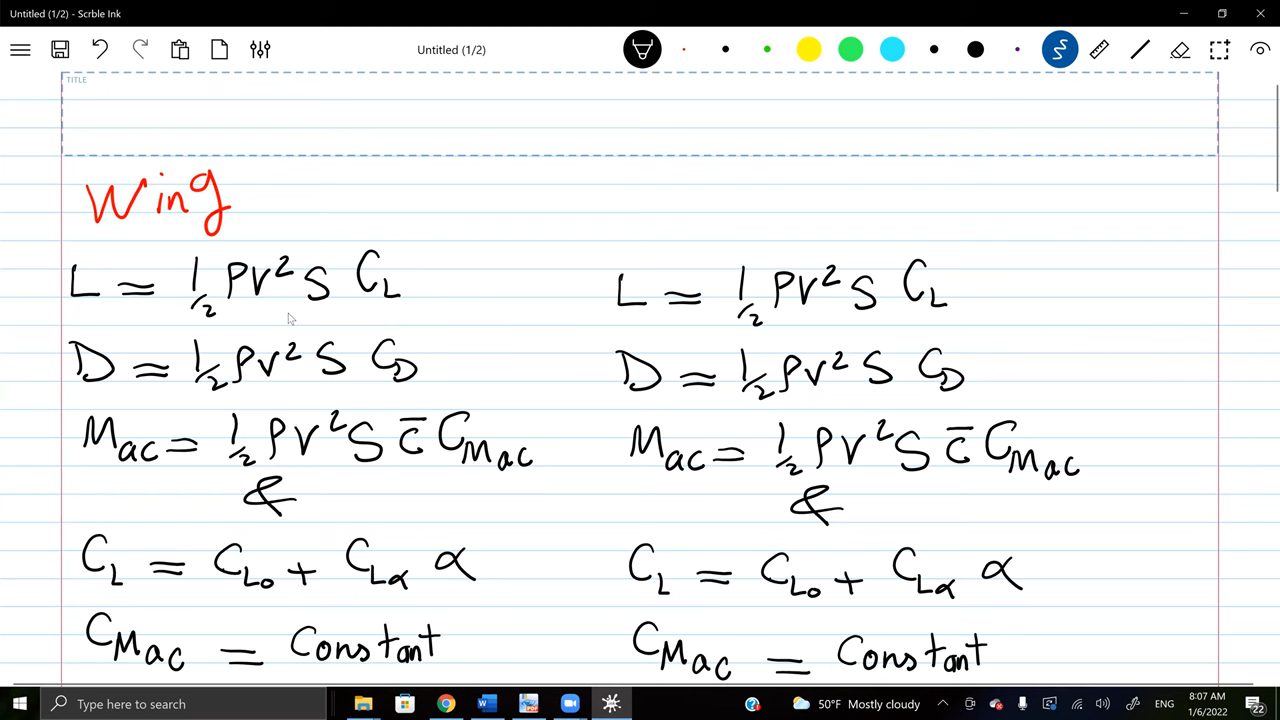 Untitled (1/2) - Scrble Ink
Untitled (1/2)
TITLE
Wing
L = 1/2 ρV² S C_L
D = 1/2 ρV² S C_D
M_ac = 1/2 ρV² S c̄ C_Mac
&
C_L = C_L0 + C_Lα α
C_Mac = Constant
L = 1/2 ρV² S C_L
D = 1/2 ρV² S C_D
M_ac = 1/2 ρV² S c̄ C_Mac
&
C_L = C_L0 + C_Lα α
C_Mac = Constant
Type here to search
50°F Mostly cloudy
ENG
8:07 AM
1/6/2022
22